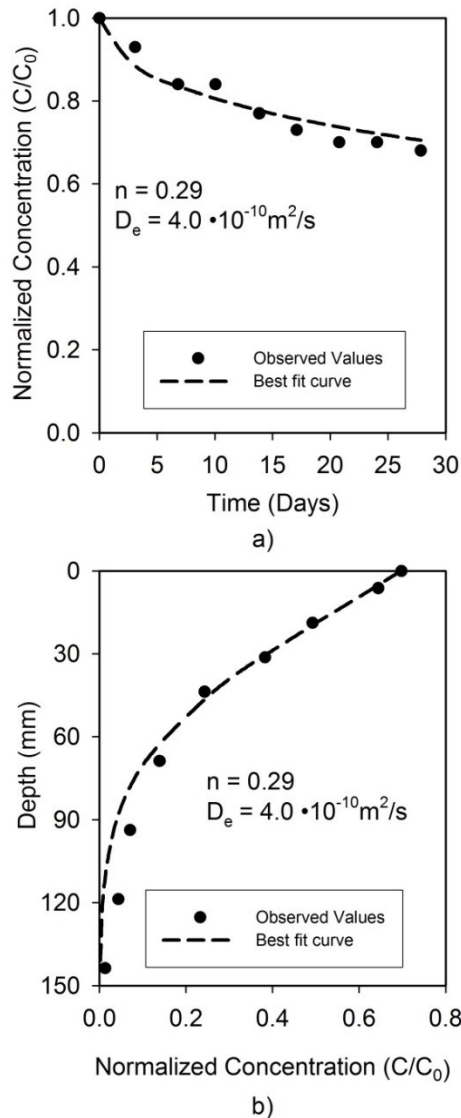 Normalized Concentration (C/C₀)
1.0
0.8
0.6
0.4
0.2
0.0
n = 0.29
Dₑ = 4.0 •10⁻¹⁰m²/s
Observed Values
Best fit curve
0 5 10 15 20 25 30
Time (Days)
a)
Depth (mm)
0
30
60
90
120
150
n = 0.29
Dₑ = 4.0 •10⁻¹⁰m²/s
Observed Values
Best fit curve
0.0 0.2 0.4 0.6 0.8
Normalized Concentration (C/C₀)
b)